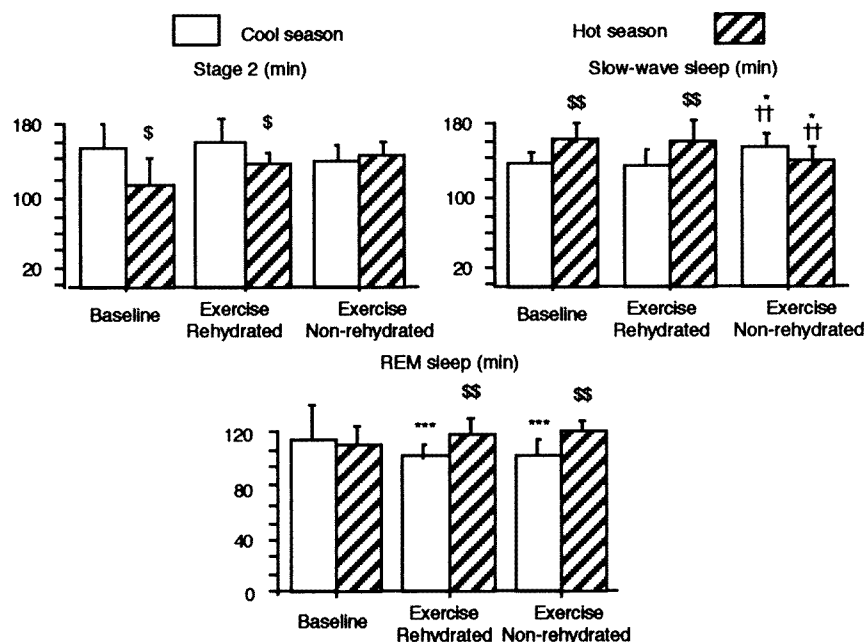 Cool season
Hot season
Stage 2 (min)
180
100
20
$
$
Baseline
Exercise
Rehydrated
Exercise
Non-rehydrated
Slow-wave sleep (min)
180
100
20
$$
$$
*
††
*
††
Baseline
Exercise
Rehydrated
Exercise
Non-rehydrated
REM sleep (min)
120
80
40
0
***
$$
***
$$
Baseline
Exercise
Rehydrated
Exercise
Non-rehydrated